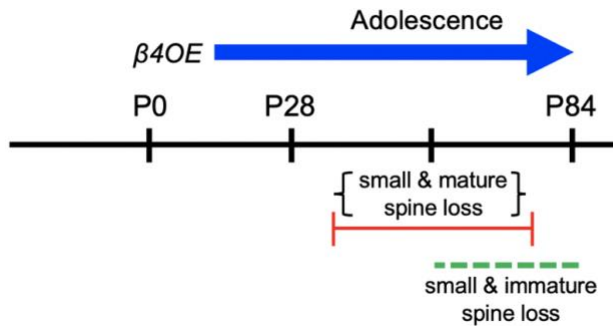 Adolescence
β4OE
P0 P28 P84
small & mature
spine loss
small & immature
spine loss